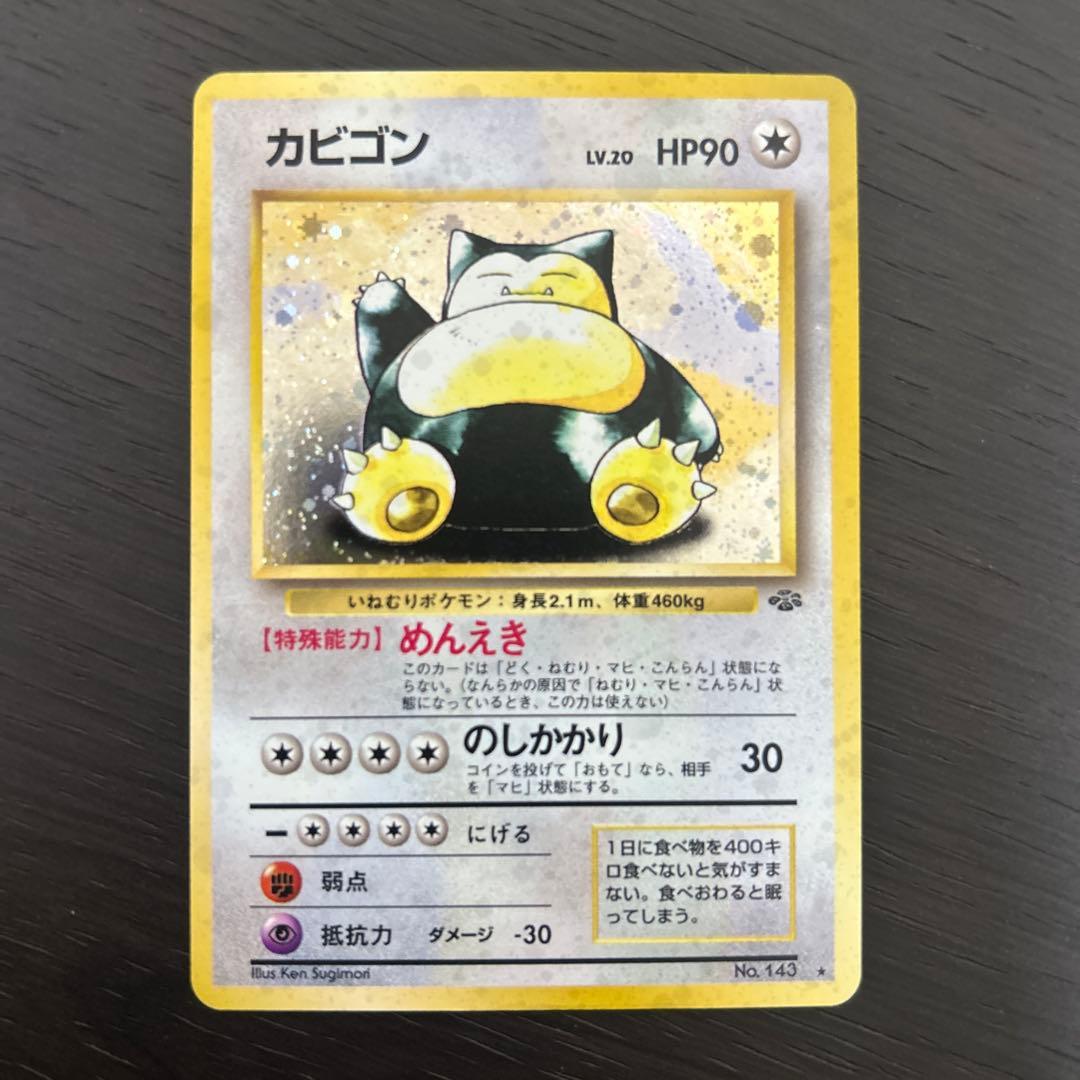 カビゴン LV.20 HP90
いねむりポケモン：身長2.1m、体重460kg
【特殊能力】めんえき
このカードは「どく・ねむり・マヒ・こんらん」状態にな
らない。（なんらかの原因で「ねむり・マヒ・こんらん」状
態になっているとき、この力は使えない）
のしかかり 30
コインを投げて「おもて」なら、相手
を「マヒ」状態にする。
にげる
弱点
抵抗力 ダメージ -30
1日に食べ物を400キ
ロ食べないと気がすま
ない。食べおわると眠
ってしまう。
Illus Ken Sugimori
No. 143 ★